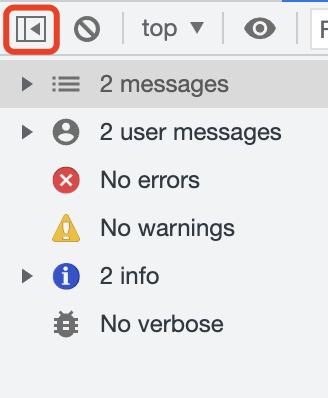 top
2 messages
2 user messages
No errors
No warnings
2 info
No verbose